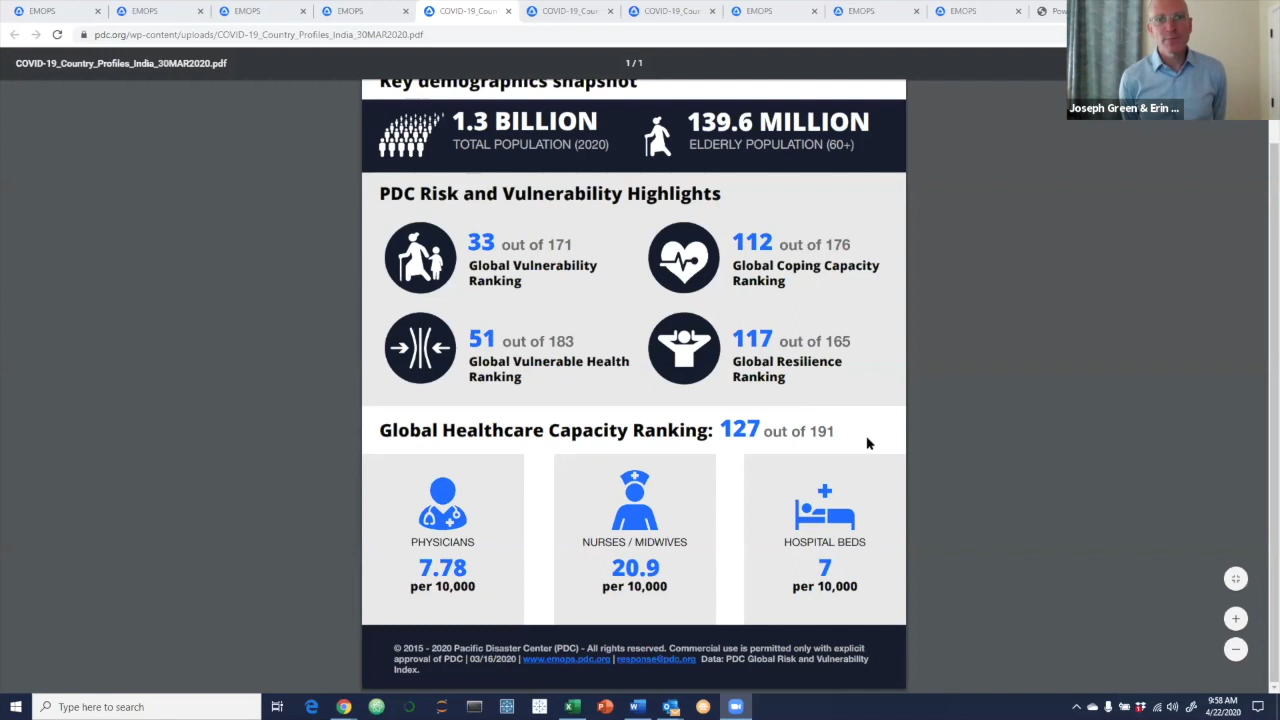 EMOPS
EMOPS
EMOPS
EMOPS
COVID-19_Coun
COVID-19_Coun
COVID-19_Coun
EMOPS
EMOPS
EMOPS
pdc.org/wp-content/uploads/COVID-19_Country_Profiles_India_30MAR2020.pdf
COVID-19_Country_Profiles_India_30MAR2020.pdf
1 / 1
Joseph Green & Erin ...
Key demographics snapshot
1.3 BILLION
TOTAL POPULATION (2020)
139.6 MILLION
ELDERLY POPULATION (60+)
PDC Risk and Vulnerability Highlights
33 out of 171
Global Vulnerability
Ranking
112 out of 176
Global Coping Capacity
Ranking
51 out of 183
Global Vulnerable Health
Ranking
117 out of 165
Global Resilience
Ranking
Global Healthcare Capacity Ranking: 127 out of 191
PHYSICIANS
7.78
per 10,000
NURSES / MIDWIVES
20.9
per 10,000
HOSPITAL BEDS
7
per 10,000
© 2015 - 2020 Pacific Disaster Center (PDC) - All rights reserved. Commercial use is permitted only with explicit
approval of PDC | 03/16/2020 | www.emops.pdc.org | response@pdc.org Data: PDC Global Risk and Vulnerability
Index.
Type here to search
9:58 AM
4/22/2020